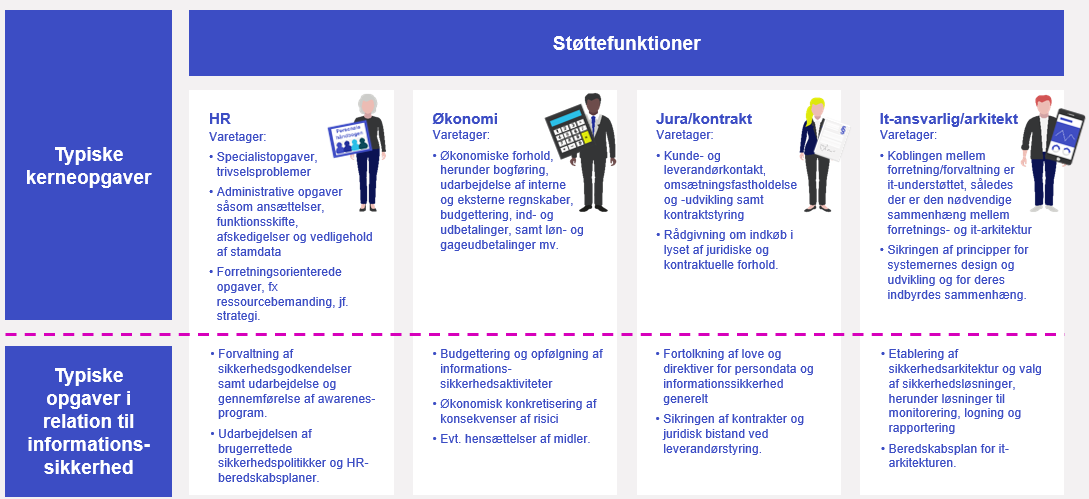 Støttefunktioner
Typiske
kerneopgaver
HR
Varetager:
• Specialistopgaver,
trivselsproblemer
• Administrative opgaver
såsom ansættelser,
funktionsskifte,
afskedigelser og vedligehold
af stamdata
• Forretningsorienterede
opgaver, fx
ressourcebemanding, jf.
strategi.
Personale
håndbogen
Økonomi
Varetager:
• Økonomiske forhold,
herunder bogføring,
udarbejdelse af interne
og eksterne regnskaber,
budgettering, ind- og
udbetalinger, samt løn- og
gageudbetalinger mv.
Jura/kontrakt
Varetager:
• Kunde- og
leverandørkontakt,
omsætningsfastholdelse
og -udvikling samt
kontraktstyring
• Rådgivning om indkøb i
lyset af juridiske og
kontraktuelle forhold.
§
It-ansvarlig/arkitekt
Varetager:
• Koblingen mellem
forretning/forvaltning er
it-understøttet, således
der er den nødvendige
sammenhæng mellem
forretnings- og it-arkitektur
• Sikringen af principper for
systemernes design og
udvikling og for deres
indbyrdes sammenhæng.
Typiske
opgaver i
relation til
informations-
sikkerhed
• Forvaltning af
sikkerhedsgodkendelser
samt udarbejdelse og
gennemførelse af awarenes-
program.
• Udarbejdelsen af
brugerrettede
sikkerhedspolitikker og HR-
beredskabsplaner.
• Budgettering og opfølgning af
informations-
sikkerhedsaktiviteter
• Økonomisk konkretisering af
konsekvenser af risici
• Evt. hensættelser af midler.
• Fortolkning af love og
direktiver for persondata og
informationssikkerhed
generelt
• Sikringen af kontrakter og
juridisk bistand ved
leverandørstyring.
• Etablering af
sikkerhedsarkitektur og valg
af sikkerhedsløsninger,
herunder løsninger til
monitorering, logning og
rapportering
• Beredskabsplan for it-
arkitekturen.